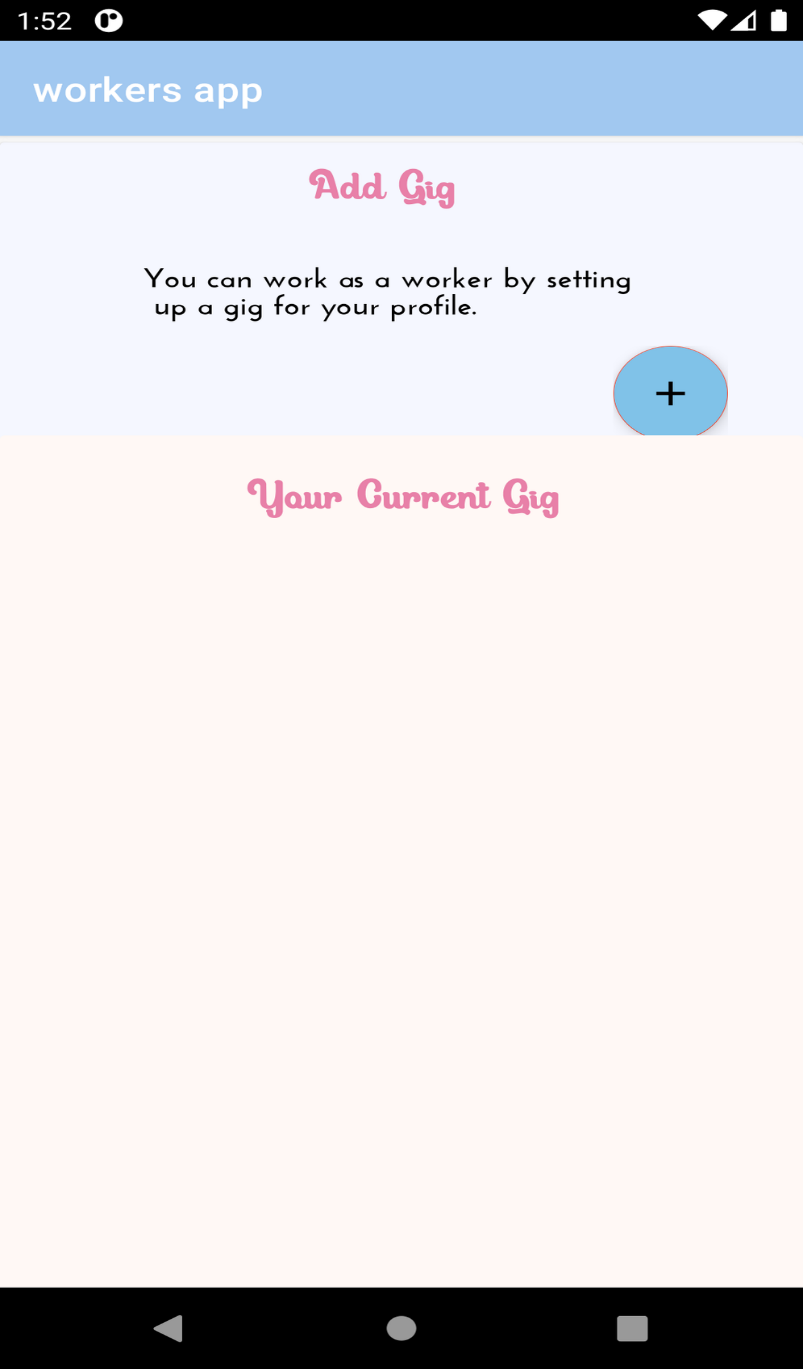 1:52
workers app
Add Gig
You can work as a worker by setting
up a gig for your profile.
+
Your Current Gig